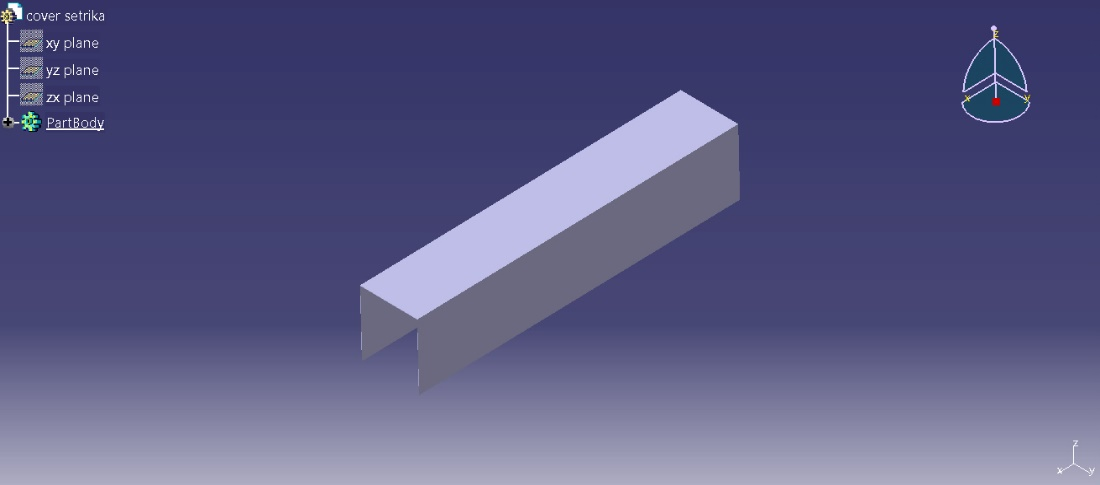 cover setrika
xy plane
yz plane
zx plane
PartBody
z
x
y
z
x
y